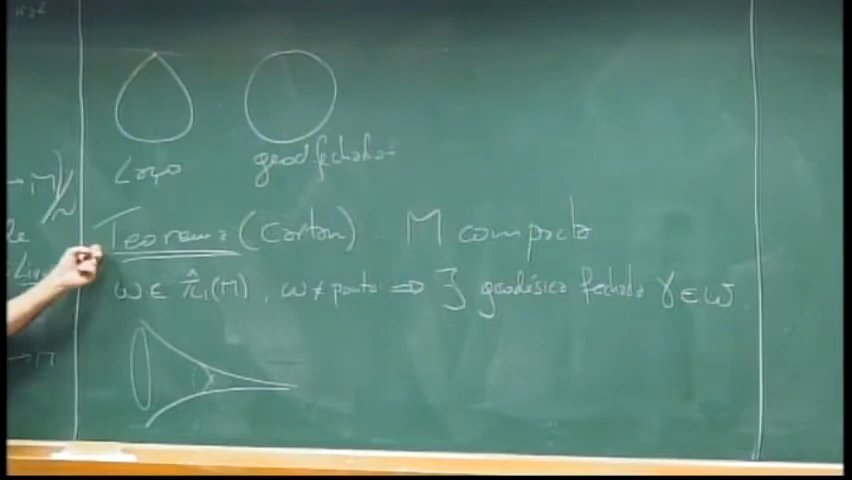 Laço
geod fechada
→ M
Teorema (Cartan). M compacto
ω ∈ π̂₁(M), ω ≠ ponto ⟹ ∃ geodésica fechada γ ∈ ω
→ M